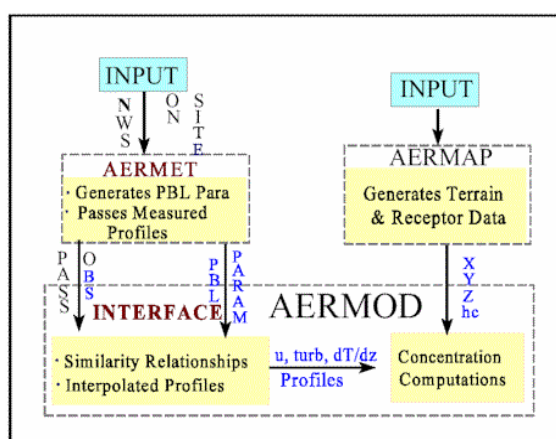 INPUT
NWS
ON
SITE
AERMET
· Generates PBL Para
· Passes Measured
Profiles
INPUT
AERMAP
Generates Terrain
& Receptor Data
PASS
OBS
PBL
PARAM
XYZ
hc
INTERFACE
AERMOD
· Similarity Relationships
· Interpolated Profiles
u, turb, dT/dz
Profiles
Concentration
Computations